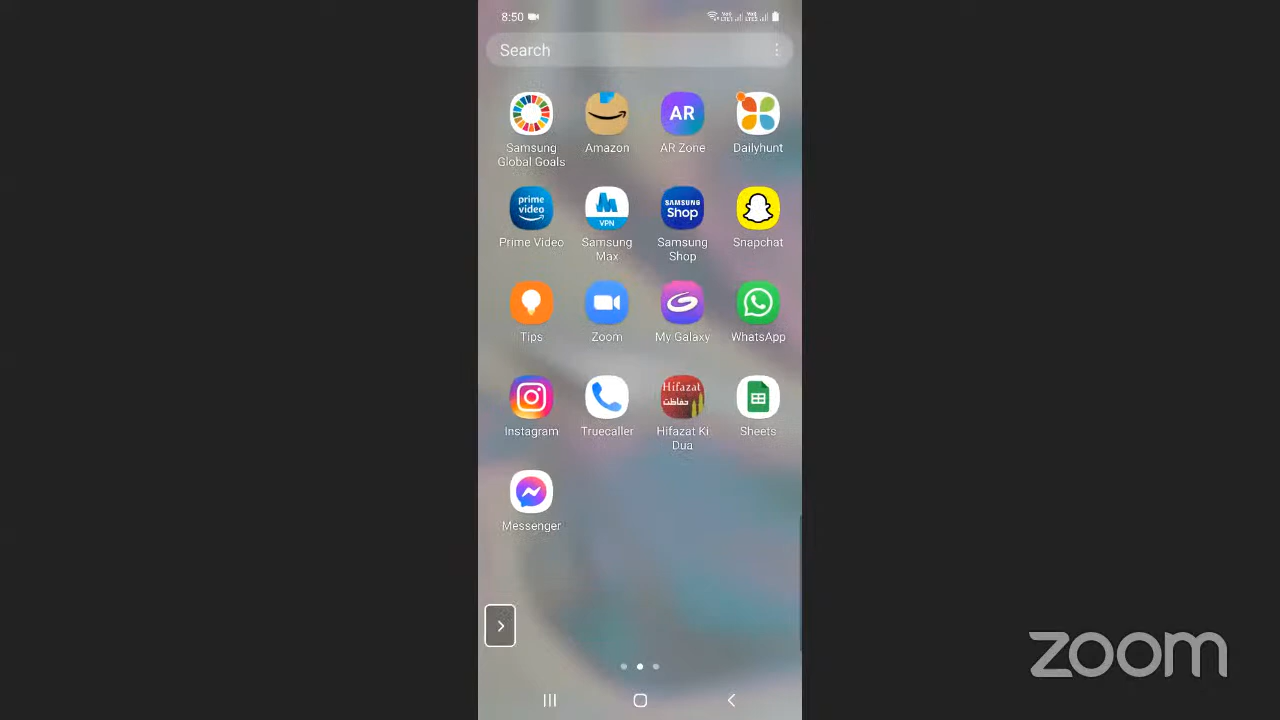 8:50
Search
AR
Samsung Global Goals
Amazon
AR Zone
Dailyhunt
prime video
VPN
SAMSUNG Shop
Prime Video
Samsung Max
Samsung Shop
Snapchat
Tips
Zoom
My Galaxy
WhatsApp
Hifazat
حفاظت
Instagram
Truecaller
Hifazat Ki Dua
Sheets
Messenger
zoom